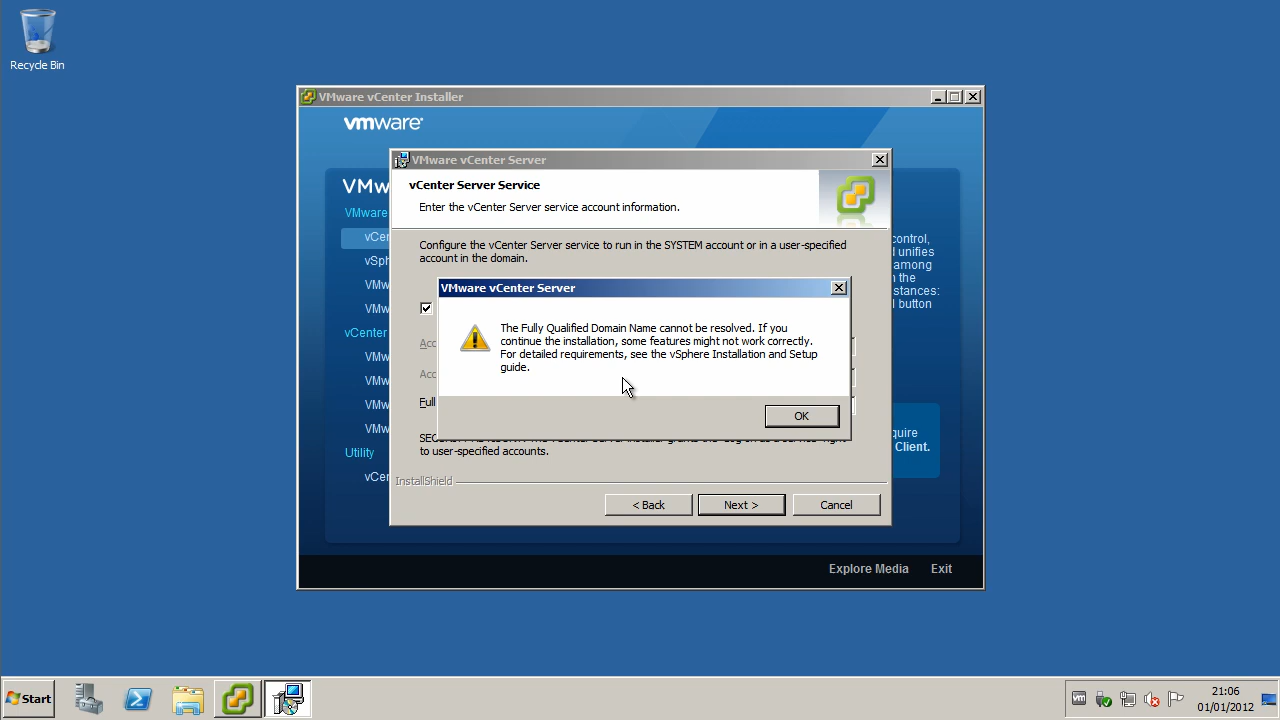 Recycle Bin
VMware vCenter Installer
vmware
VMware vCenter Server
vCenter Server Service
Enter the vCenter Server service account information.
Configure the vCenter Server service to run in the SYSTEM account or in a user-specified
account in the domain.
VMw
VMware
vCer
vSph
VMw
VMw
vCenter
VMw
VMw
VMw
VMw
Utility
vCen
control,
unifies
among
the
stances:
button
VMware vCenter Server
The Fully Qualified Domain Name cannot be resolved. If you
continue the installation, some features might not work correctly.
For detailed requirements, see the vSphere Installation and Setup
guide.
OK
Acc
Acc
Full
to user-specified accounts.
quire
Client.
InstallShield
< Back
Next >
Cancel
Explore Media
Exit
Start
vm
21:06
01/01/2012